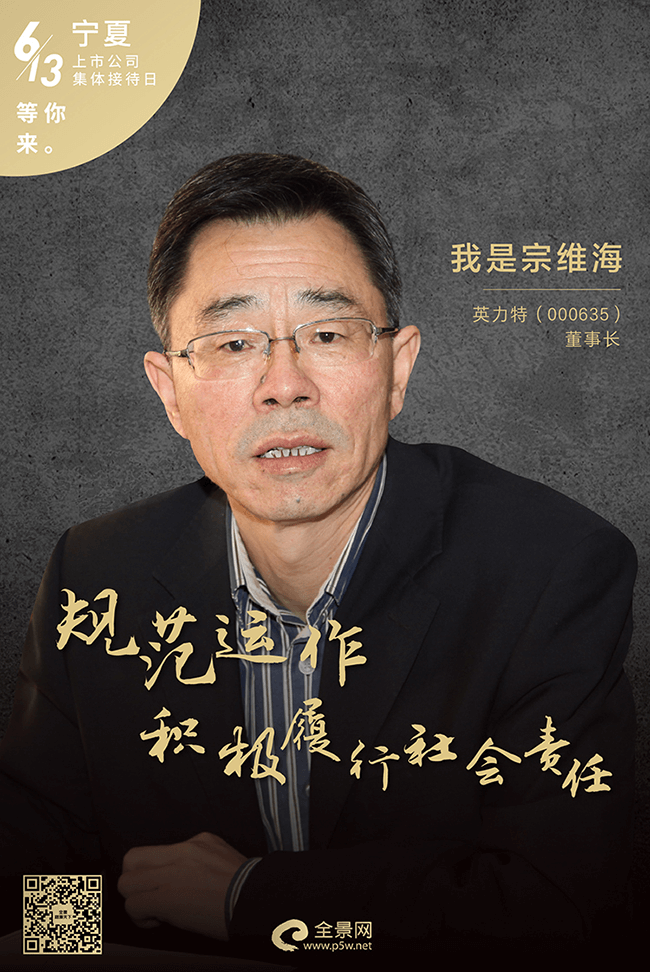 6/13
宁夏
上市公司
集体接待日
等你
来。
我是宗维海
英力特（000635）
董事长
规范运作
积极履行社会责任
全景网
www.p5w.net